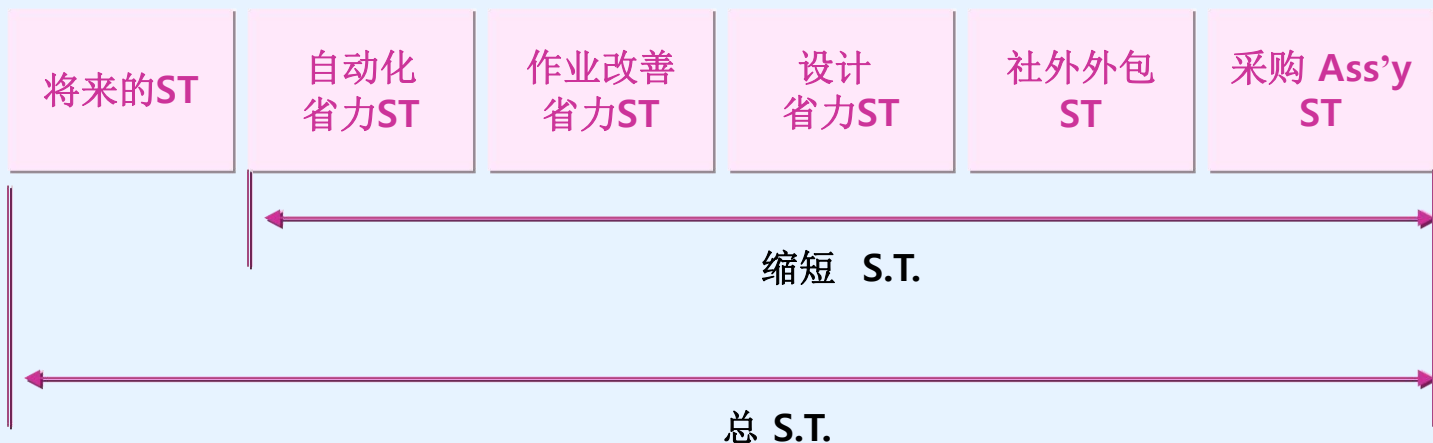 将来的ST
自动化
省力ST
作业改善
省力ST
设计
省力ST
社外外包
ST
采购 Ass’y
ST
缩短 S.T.
总 S.T.